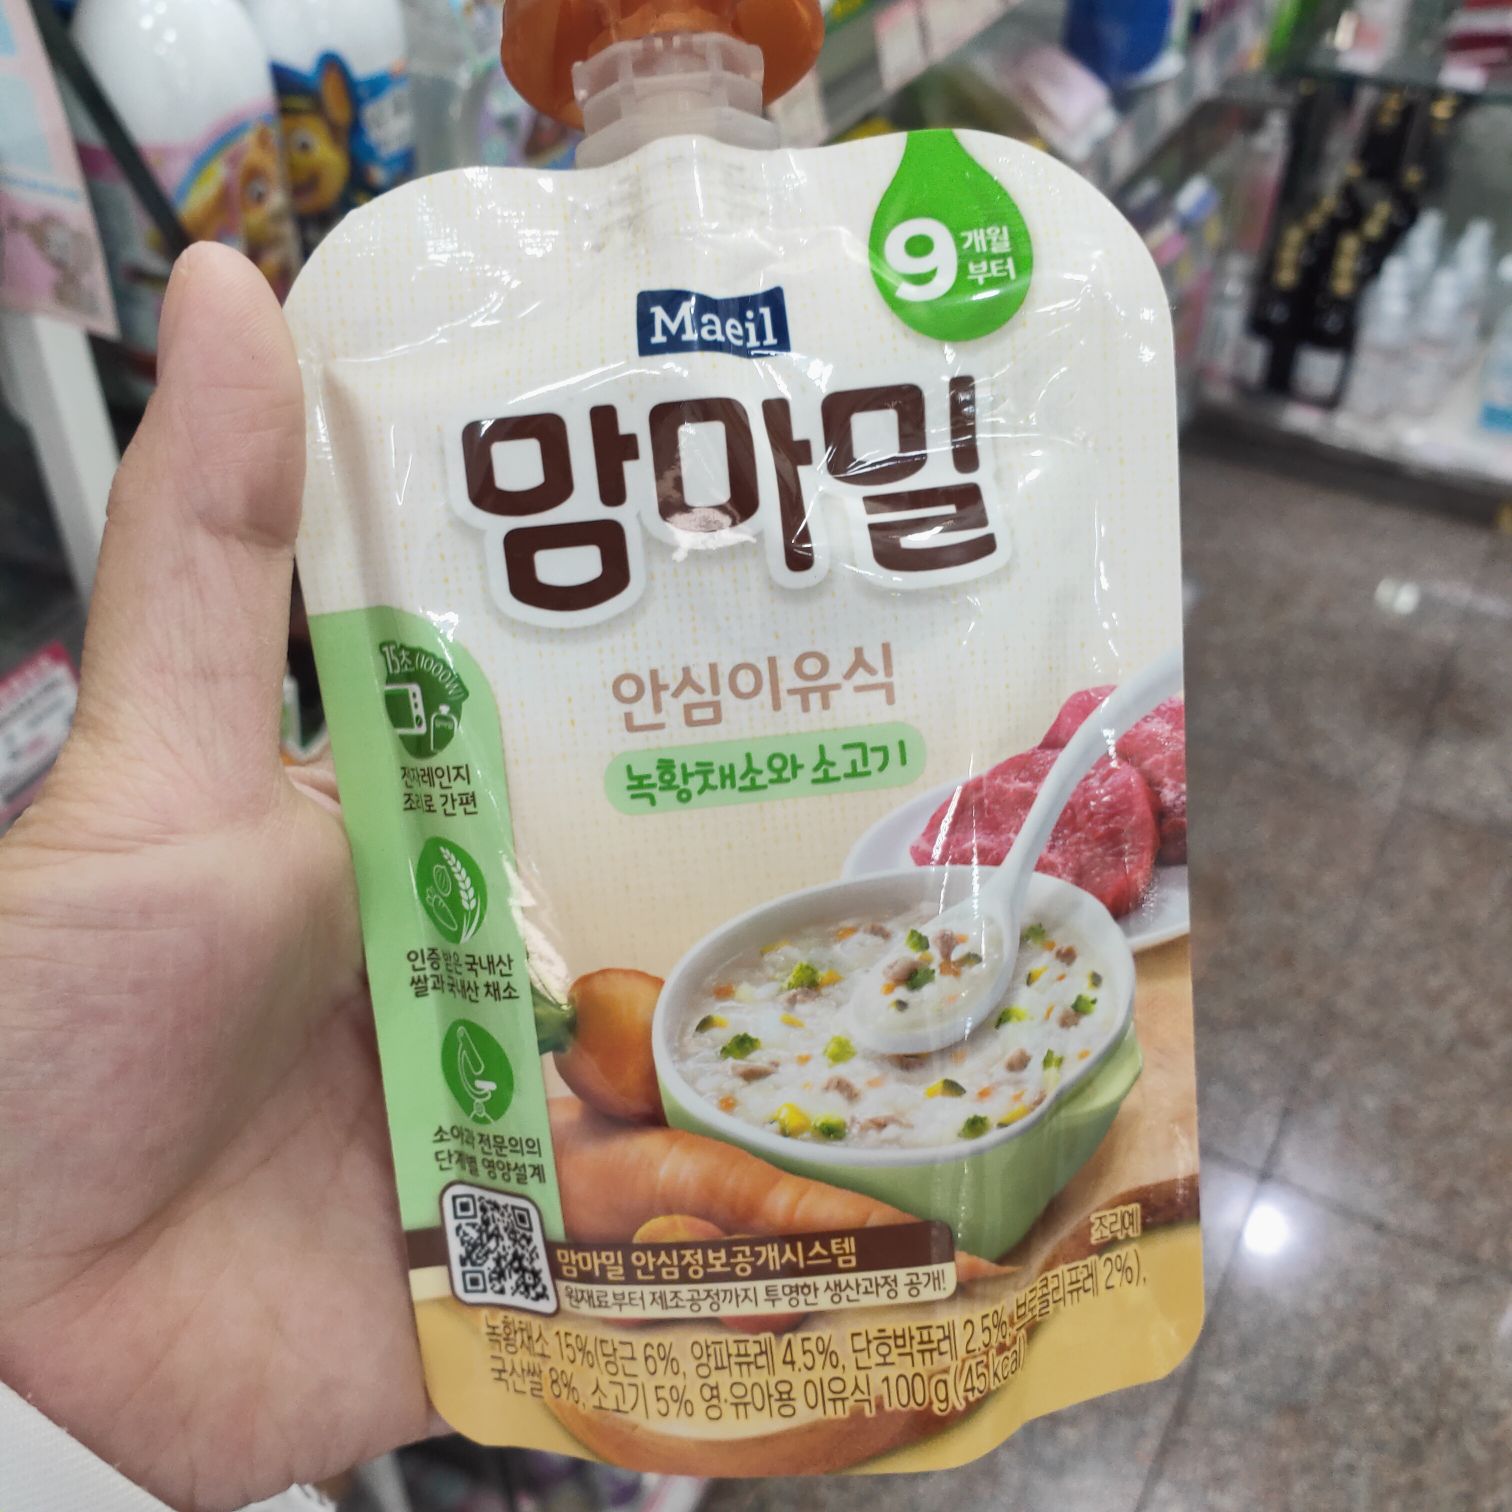 9개월
부터
Maeil
맘마밀
안심이유식
녹황채소와 소고기
15초(1000W)
전자레인지
조리로 간편
인증받은 국내산
쌀과 국내산 채소
소아과 전문의의
단계별 영양설계
조리예
맘마밀 안심정보공개시스템
원재료부터 제조공정까지 투명한 생산과정 공개!
녹황채소 15%(당근 6%, 양파퓨레 4.5%, 단호박퓨레 2.5%, 브로콜리퓨레 2%),
국산쌀 8%, 소고기 5% 영·유아용 이유식 100 g (45 kcal)